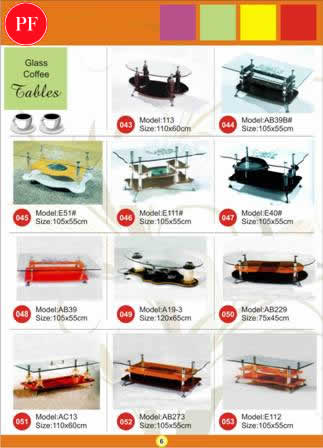 PF
Glass
Coffee
Tables
043
Model:113
Size:110x60cm
044
Model:AB39B#
Size:105x55cm
045
Model:E51#
Size:105x55cm
046
Model:E111#
Size:105x55cm
047
Model:E40#
Size:105x55cm
048
Model:AB39
Size:105x55cm
049
Model:A19-3
Size:120x65cm
050
Model:AB229
Size:75x45cm
051
Model:AC13
Size:110x60cm
052
Model:AB273
Size:105x55cm
053
Model:E112
Size:105x55cm
6